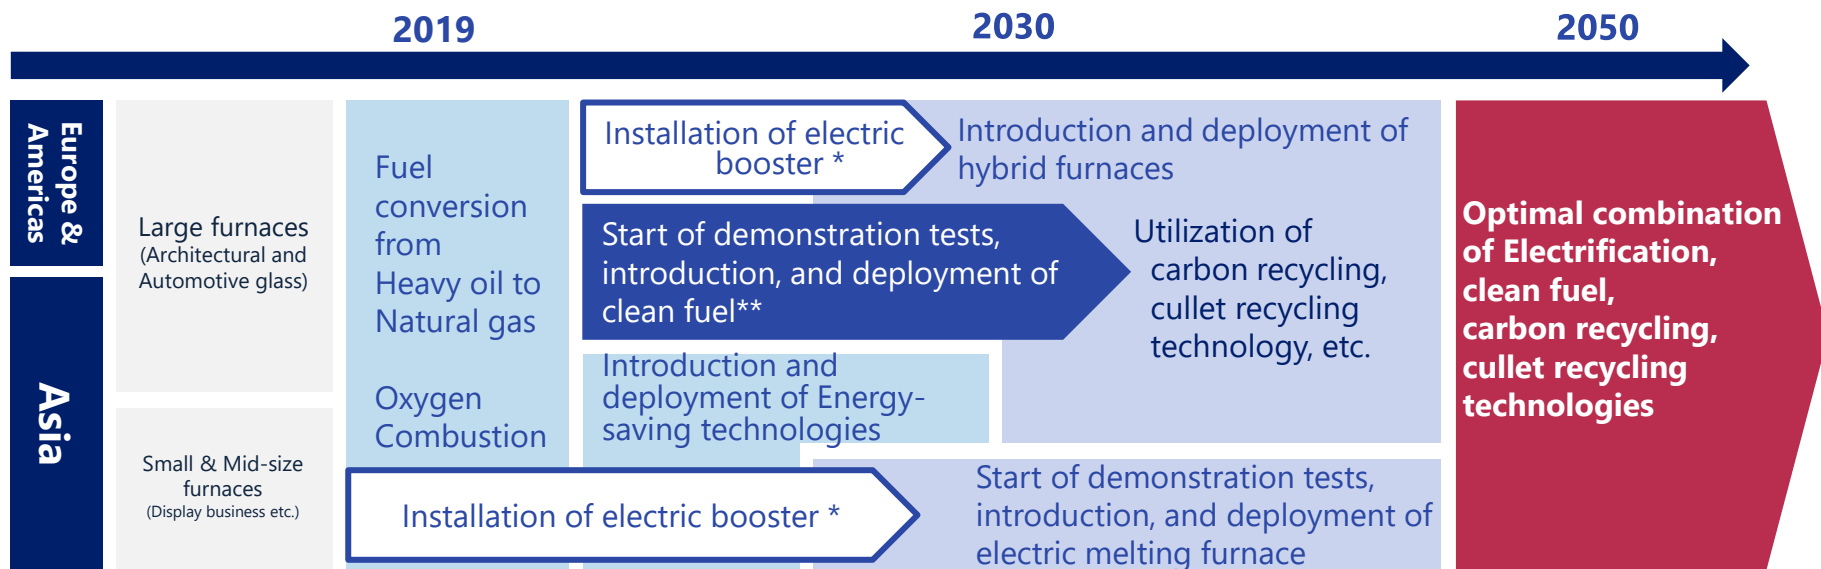 2019
2030
2050
Europe &
Americas
Asia
Large furnaces
(Architectural and
Automotive glass)
Small & Mid-size
furnaces
(Display business etc.)
Fuel
conversion
from
Heavy oil to
Natural gas
Oxygen
Combustion
Installation of electric
booster *
Introduction and deployment of
hybrid furnaces
Start of demonstration tests,
introduction, and deployment of
clean fuel**
Utilization of
carbon recycling,
cullet recycling
technology, etc.
Introduction and
deployment of Energy-
saving technologies
Installation of electric booster *
Start of demonstration tests,
introduction, and deployment of
electric melting furnace
Optimal combination
of Electrification,
clean fuel,
carbon recycling,
cullet recycling
technologies